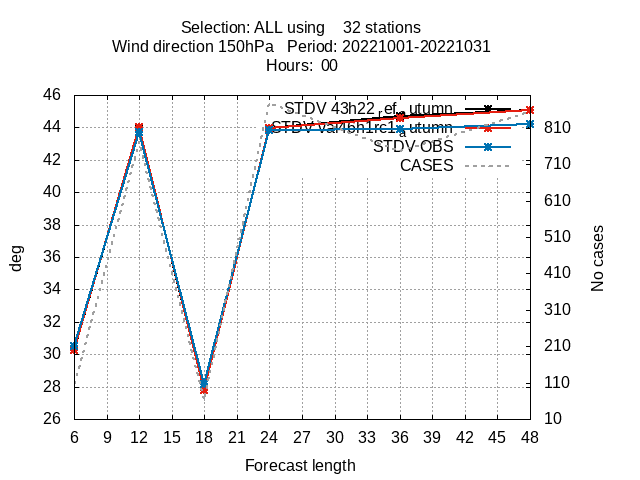 Selection: ALL using    32 stations
Wind direction 150hPa   Period: 20221001-20221031
Hours:  00
46
44
42
40
38
36
34
32
30
28
26
deg
STDV 43h22
utumn
STDV
utumn
STDV OBS
CASES
810
710
610
510
410
310
210
110
10
No cases
6 9 12 15 18 21 24 27 30 33 36 39 42 45 48
Forecast length